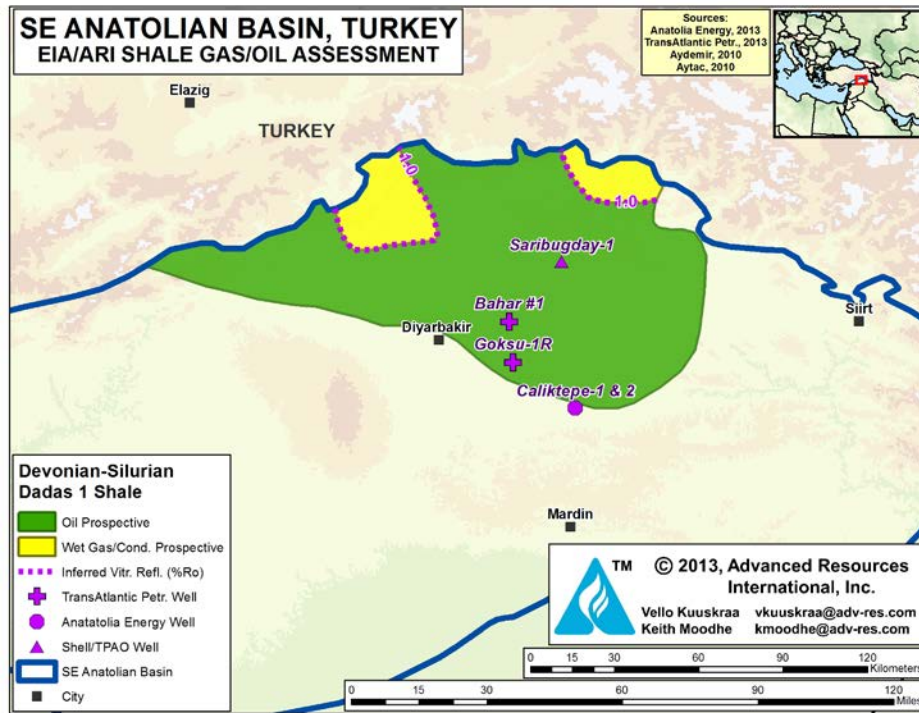 SE ANATOLIAN BASIN, TURKEY
EIA/ARI SHALE GAS/OIL ASSESSMENT
Sources:
Anatolia Energy, 2013
TransAtlantic Petr., 2013
Aydemir, 2010
Aytac, 2010
Elazig
TURKEY
1.0
1.0
Saribugday-1
Bahar #1
Siirt
Diyarbakir
Goksu-1R
Caliktepe-1 & 2
Mardin
Devonian-Silurian
Dadas 1 Shale
Oil Prospective
Wet Gas/Cond. Prospective
Inferred Vitr. Refl. (%Ro)
TransAtlantic Petr. Well
Anatatolia Energy Well
Shell/TPAO Well
SE Anatolian Basin
City
TM
© 2013, Advanced Resources
International, Inc.
Vello Kuuskraa vkuuskraa@adv-res.com
Keith Moodhe kmoodhe@adv-res.com
0 15 30 60 90 120
Kilometers
0 15 30 60 90 120
Miles